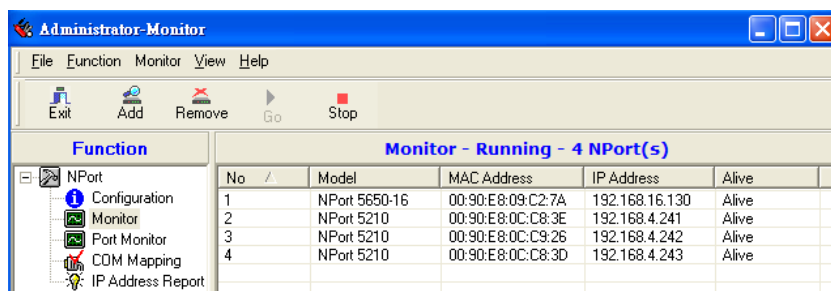 Administrator-Monitor
File Function Monitor View Help
Exit Add Remove Go Stop
Function
Monitor - Running - 4 NPort(s)
NPort
Configuration
Monitor
Port Monitor
COM Mapping
IP Address Report
No Model MAC Address IP Address Alive
1 NPort 5650-16 00:90:E8:09:C2:7A 192.168.16.130 Alive
2 NPort 5210 00:90:E8:0C:C8:3E 192.168.4.241 Alive
3 NPort 5210 00:90:E8:0C:C9:26 192.168.4.242 Alive
4 NPort 5210 00:90:E8:0C:C8:3D 192.168.4.243 Alive